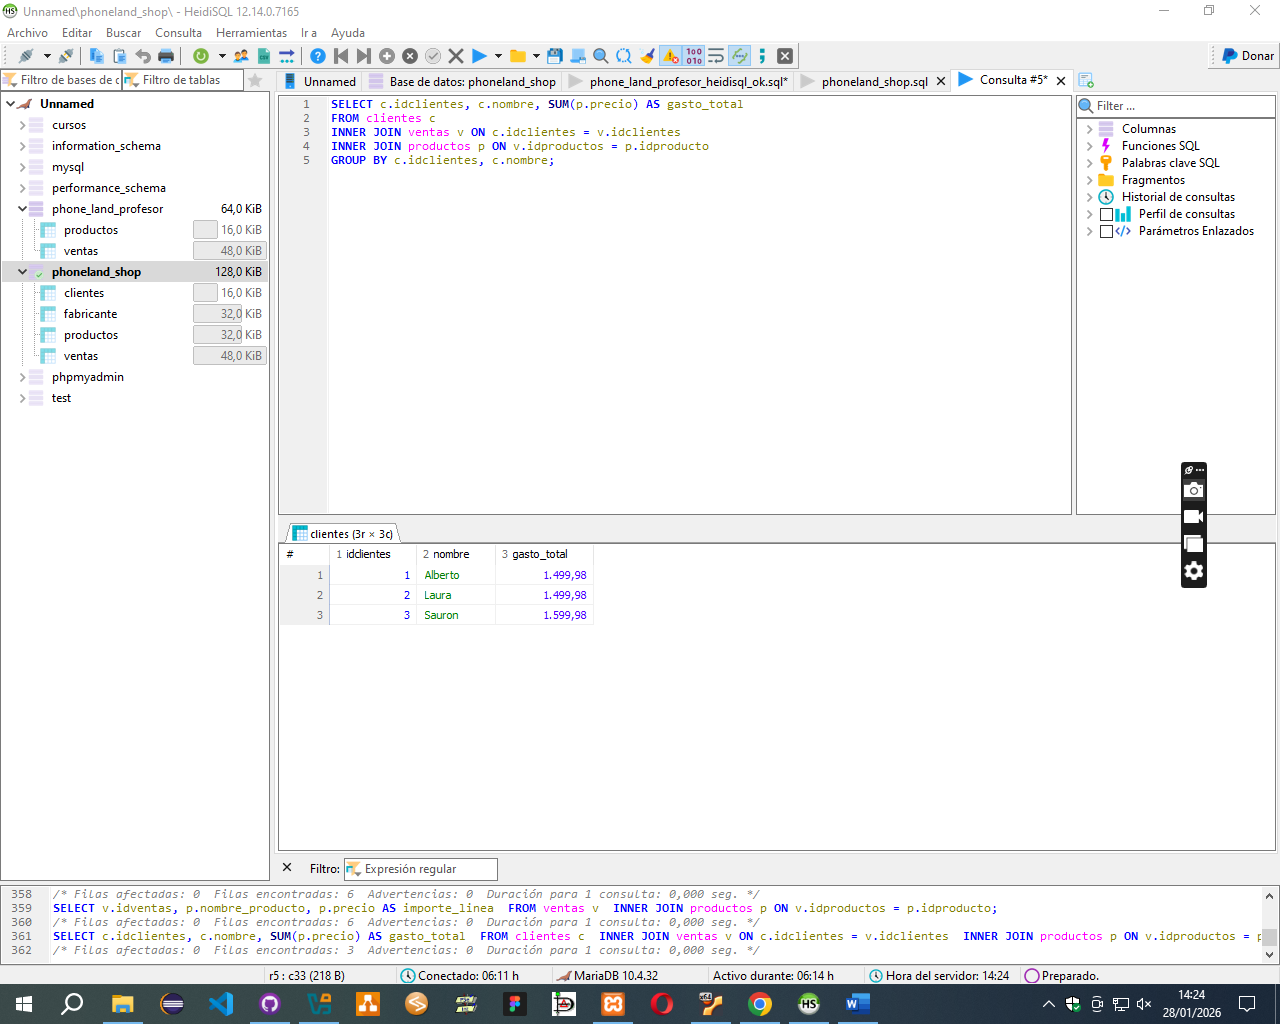 Unnamed\phoneland_shop\ - HeidiSQL 12.14.0.7165
Archivo Editar Buscar Consulta Herramientas Ir a Ayuda
Donar
Filtro de bases de d Filtro de tablas
Unnamed Base de datos: phoneland_shop phone_land_profesor_heidisql_ok.sql* phoneland_shop.sql Consulta #5*
Unnamed
cursos
information_schema
mysql
performance_schema
phone_land_profesor 64,0 KiB
productos 16,0 KiB
ventas 48,0 KiB
phoneland_shop 128,0 KiB
clientes 16,0 KiB
fabricante 32,0 KiB
productos 32,0 KiB
ventas 48,0 KiB
phpmyadmin
test
1 SELECT c.idclientes, c.nombre, SUM(p.precio) AS gasto_total
2 FROM clientes c
3 INNER JOIN ventas v ON c.idclientes = v.idclientes
4 INNER JOIN productos p ON v.idproductos = p.idproducto
5 GROUP BY c.idclientes, c.nombre;
Filter ...
Columnas
Funciones SQL
Palabras clave SQL
Fragmentos
Historial de consultas
Perfil de consultas
Parámetros Enlazados
clientes (3r × 3c)
# 1 idclientes 2 nombre 3 gasto_total
1 1 Alberto 1.499,98
2 2 Laura 1.499,98
3 3 Sauron 1.599,98
Filtro: Expresión regular
358 /* Filas afectadas: 0 Filas encontradas: 6 Advertencias: 0 Duración para 1 consulta: 0,000 seg. */
359 SELECT v.idventas, p.nombre_producto, p.precio AS importe_linea FROM ventas v INNER JOIN productos p ON v.idproductos = p.idproducto;
360 /* Filas afectadas: 0 Filas encontradas: 6 Advertencias: 0 Duración para 1 consulta: 0,000 seg. */
361 SELECT c.idclientes, c.nombre, SUM(p.precio) AS gasto_total FROM clientes c INNER JOIN ventas v ON c.idclientes = v.idclientes INNER JOIN productos p ON v.idproductos = p
362 /* Filas afectadas: 0 Filas encontradas: 3 Advertencias: 0 Duración para 1 consulta: 0,000 seg. */
r5 : c33 (218 B) Conectado: 06:11 h MariaDB 10.4.32 Activo durante: 06:14 h Hora del servidor: 14:24 Preparado.
14:24
28/01/2026